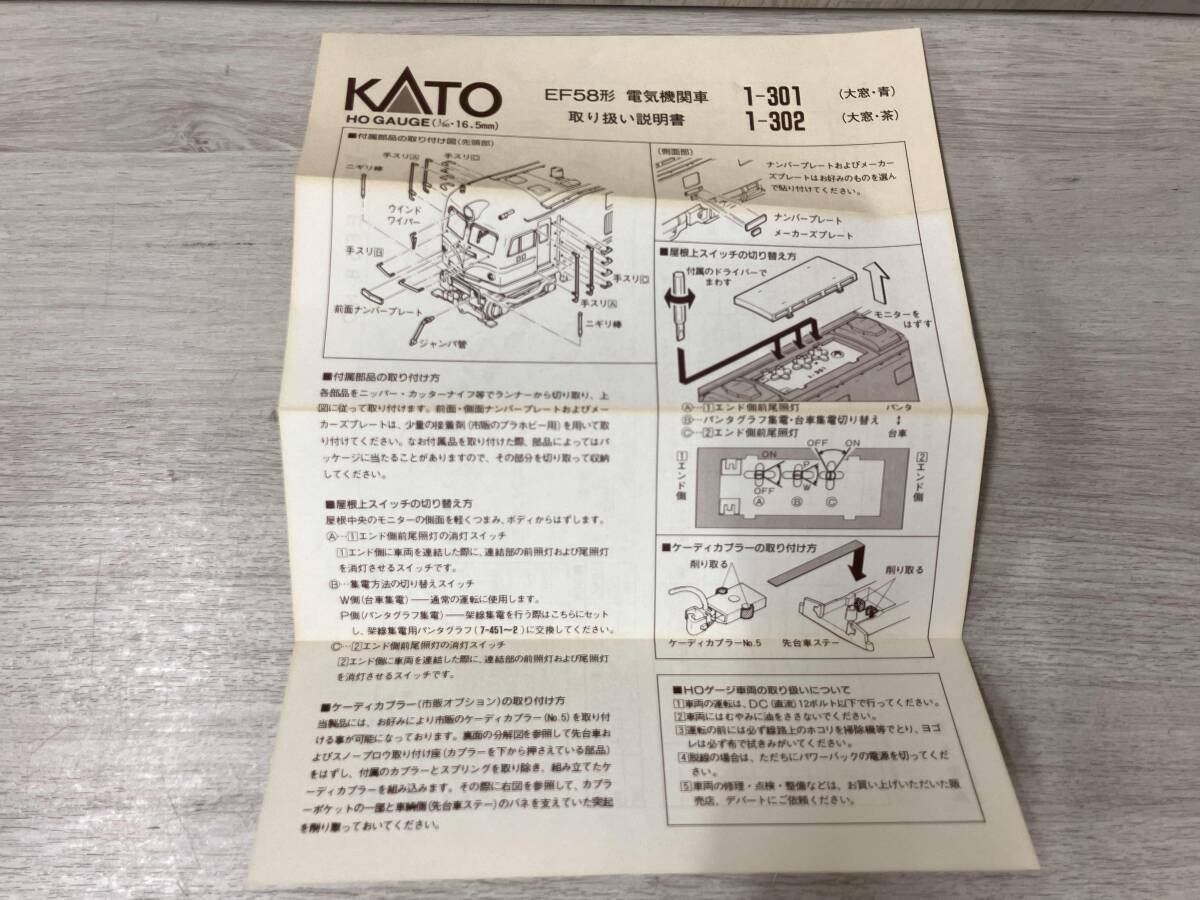 KATO
HO GAUGE(1/80・16.5mm)
EF58形 電気機関車
取り扱い説明書
1-301 (大窓・青)
1-302 (大窓・茶)
■付属部品の取り付け図(先頭部)
手スリA 手スリC
ニギリ棒
ウインド
ワイパー
手スリB
前面ナンバープレート
ジャンパ管
手スリC
手スリA
ニギリ棒
(側面部)
ナンバープレートおよびメーカー
ズプレートはお好みのものを選ん
で貼り付けてください。
ナンバープレート
メーカーズプレート
■屋根上スイッチの切り替え方
付属のドライバーで
まわす
モニターを
はずす
1-301
Ⓐ…1エンド側前尾照灯
Ⓑ…パンタグラフ集電・台車集電切り替え
Ⓒ…2エンド側前尾照灯
パンタ
↕
台車
OFF ON
ON P
OFF W
Ⓐ Ⓑ Ⓒ
1エンド側
2エンド側
■ケーディカプラーの取り付け方
削り取る
削り取る
ケーディカプラーNo.5
先台車ステー
■付属部品の取り付け方
各部品をニッパー・カッターナイフ等でランナーから切り取り、上
図に従って取り付けます。前面・側面ナンバープレートおよびメー
カーズプレートは、少量の接着剤(市販のプラホビー用)を用いて取
り付けてください。なお付属品を取り付けた際、部品によってはパ
ッケージに当たることがありますので、その部分を切り取って収納
してください。
■屋根上スイッチの切り替え方
屋根中央のモニターの側面を軽くつまみ、ボディからはずします。
Ⓐ…1エンド側前尾照灯の消灯スイッチ
1エンド側に車両を連結した際に、連結部の前照灯および尾照灯
を消灯させるスイッチです。
Ⓑ…集電方法の切り替えスイッチ
W側(台車集電)——通常の運転に使用します。
P側(パンタグラフ集電)——架線集電を行う際はこちらにセット
し、架線集電用パンタグラフ(7-451〜2)に交換してください。
Ⓒ…2エンド側前尾照灯の消灯スイッチ
2エンド側に車両を連結した際に、連結部の前照灯および尾照灯
を消灯させるスイッチです。
■ケーディカプラー(市販オプション)の取り付け方
当製品には、お好みにより市販のケーディカプラー(No.5)を取り付
ける事が可能になっております。裏面の分解図を参照して先台車お
よびスノープロウ取り付け座(カプラーを下から押さえている部品)
をはずし、付属のカプラーとスプリングを取り除き、組み立てたケ
ーディカプラーを組み込みます。その際に右図を参照して、カプラ
ーポケットの一部と車輌側(先台車ステー)のバネを支えていた突起
を削り取っておいてください。
■HOゲージ車両の取り扱いについて
1車両の運転は、DC(直流)12ボルト以下で行ってください。
2車両にはむやみに油をささないでください。
3運転の前には必ず線路上のホコリを掃除機等でとり、ヨゴ
レは必ず布で拭きみがいてください。
4脱線の場合は、ただちにパワーパックの電源を切ってくだ
さい。
5車両の修理・点検・整備などは、お買い上げいただいた販
売店、デパートにご依頼ください。